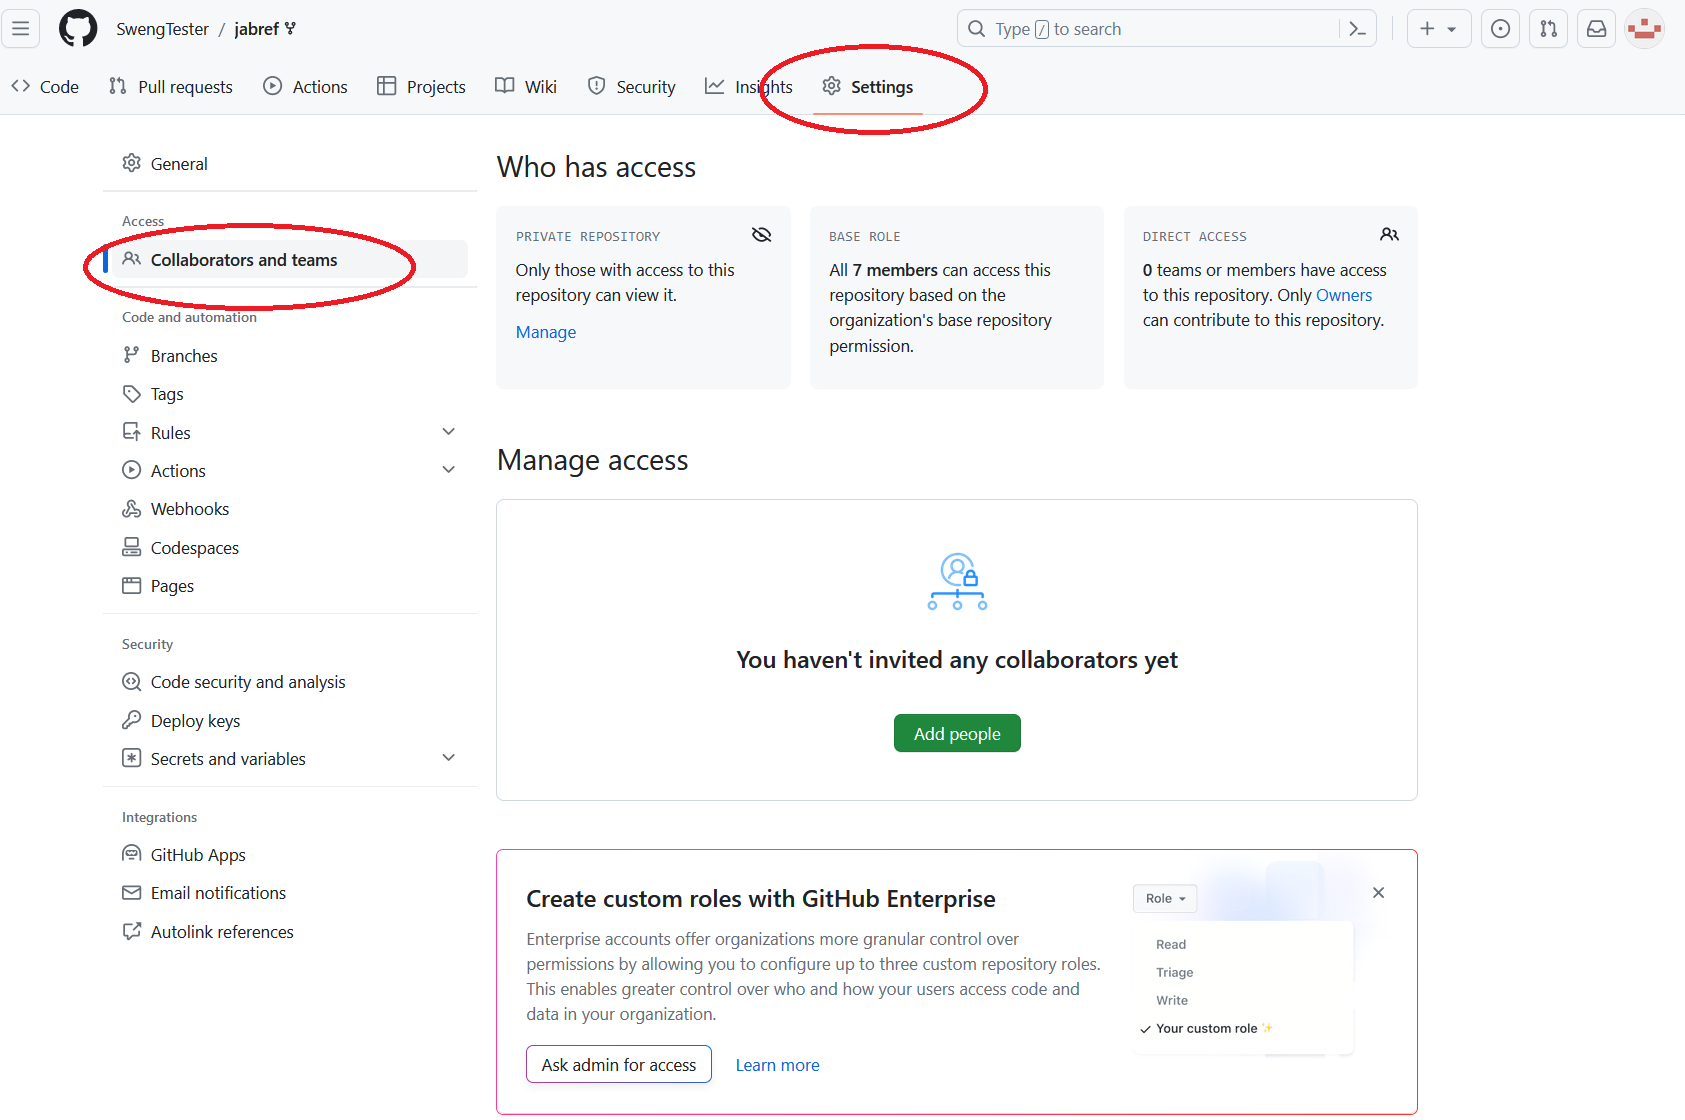 SwengTester / jabref
Type / to search
Code
Pull requests
Actions
Projects
Wiki
Security
Insights
Settings
General
Access
Collaborators and teams
Code and automation
Branches
Tags
Rules
Actions
Webhooks
Codespaces
Pages
Security
Code security and analysis
Deploy keys
Secrets and variables
Integrations
GitHub Apps
Email notifications
Autolink references
Who has access
PRIVATE REPOSITORY
Only those with access to this
repository can view it.
Manage
BASE ROLE
All 7 members can access this
repository based on the
organization's base repository
permission.
DIRECT ACCESS
0 teams or members have access
to this repository. Only Owners
can contribute to this repository.
Manage access
You haven't invited any collaborators yet
Add people
Create custom roles with GitHub Enterprise
Enterprise accounts offer organizations more granular control over
permissions by allowing you to configure up to three custom repository roles.
This enables greater control over who and how your users access code and
data in your organization.
Ask admin for access
Learn more
Role
Read
Triage
Write
Your custom role